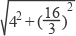 √(4² + (16/3)²)